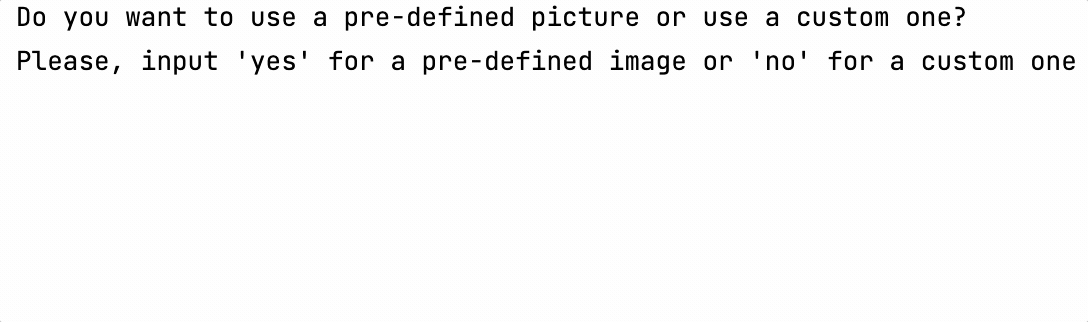 Do you want to use a pre-defined picture or use a custom one?
Please, input 'yes' for a pre-defined image or 'no' for a custom one